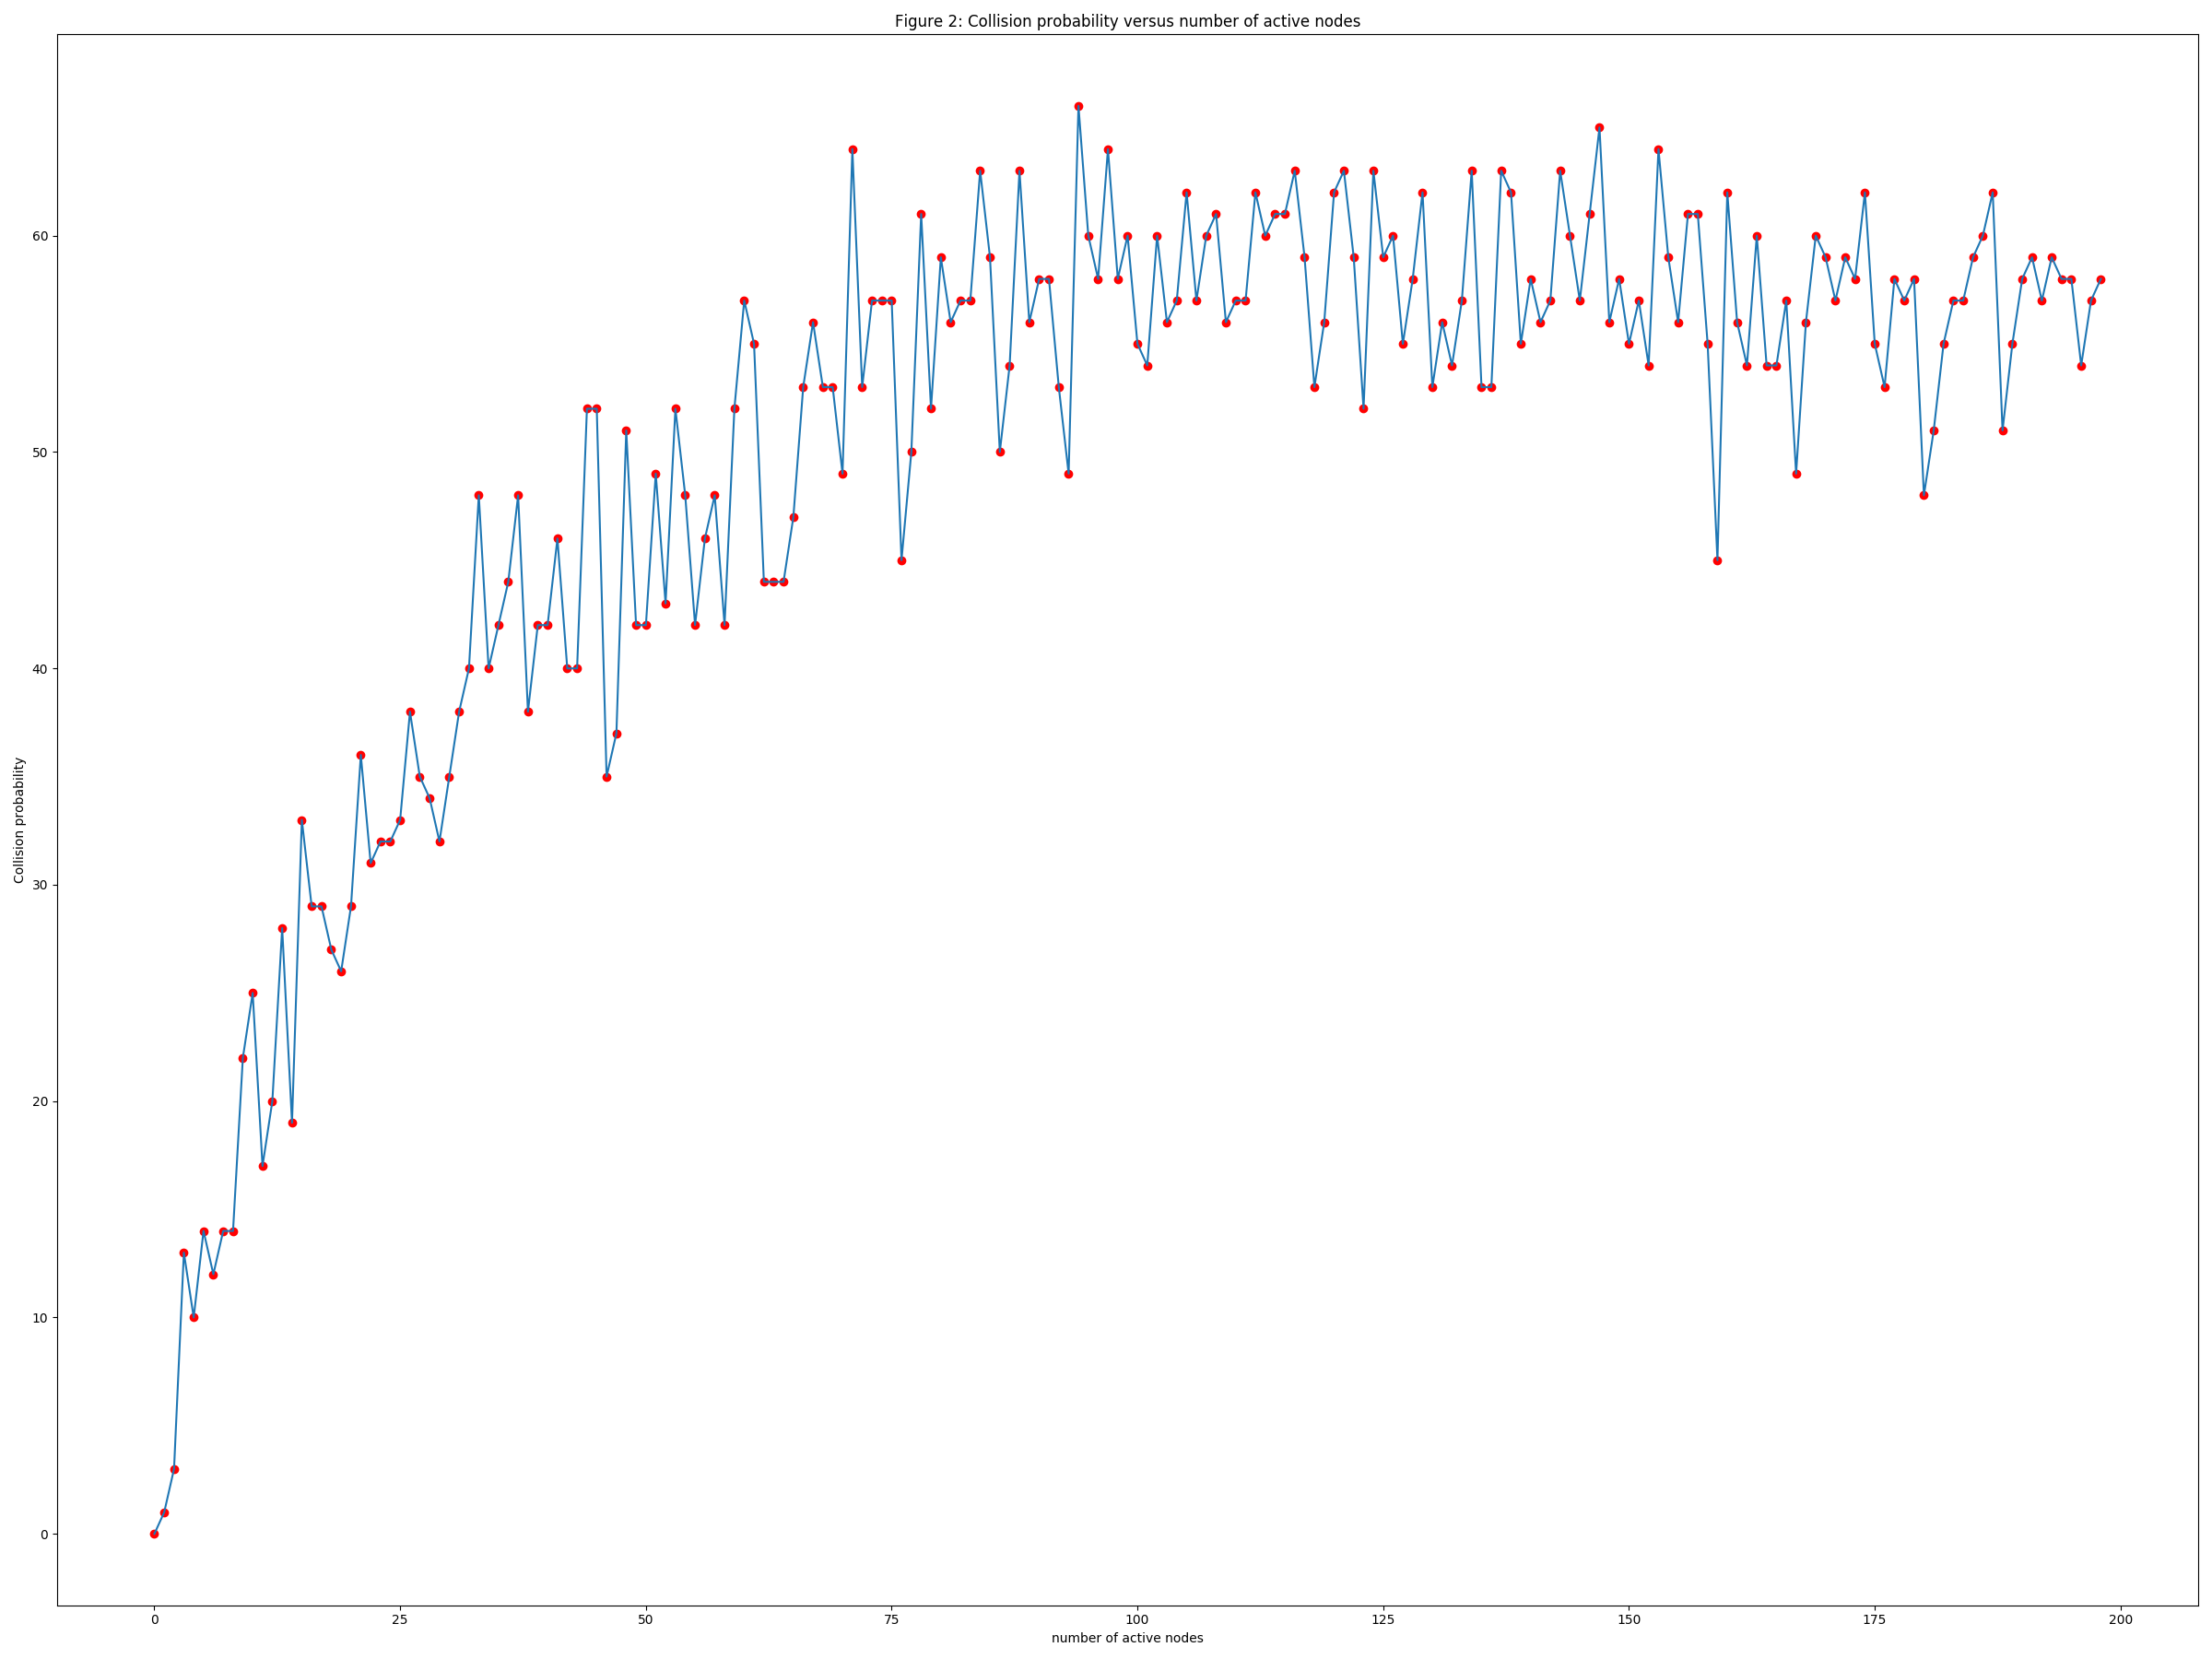 Figure 2: Collision probability versus number of active nodes
Collision probability
60
50
40
30
20
10
0
0 25 50 75 100 125 150 175 200
number of active nodes